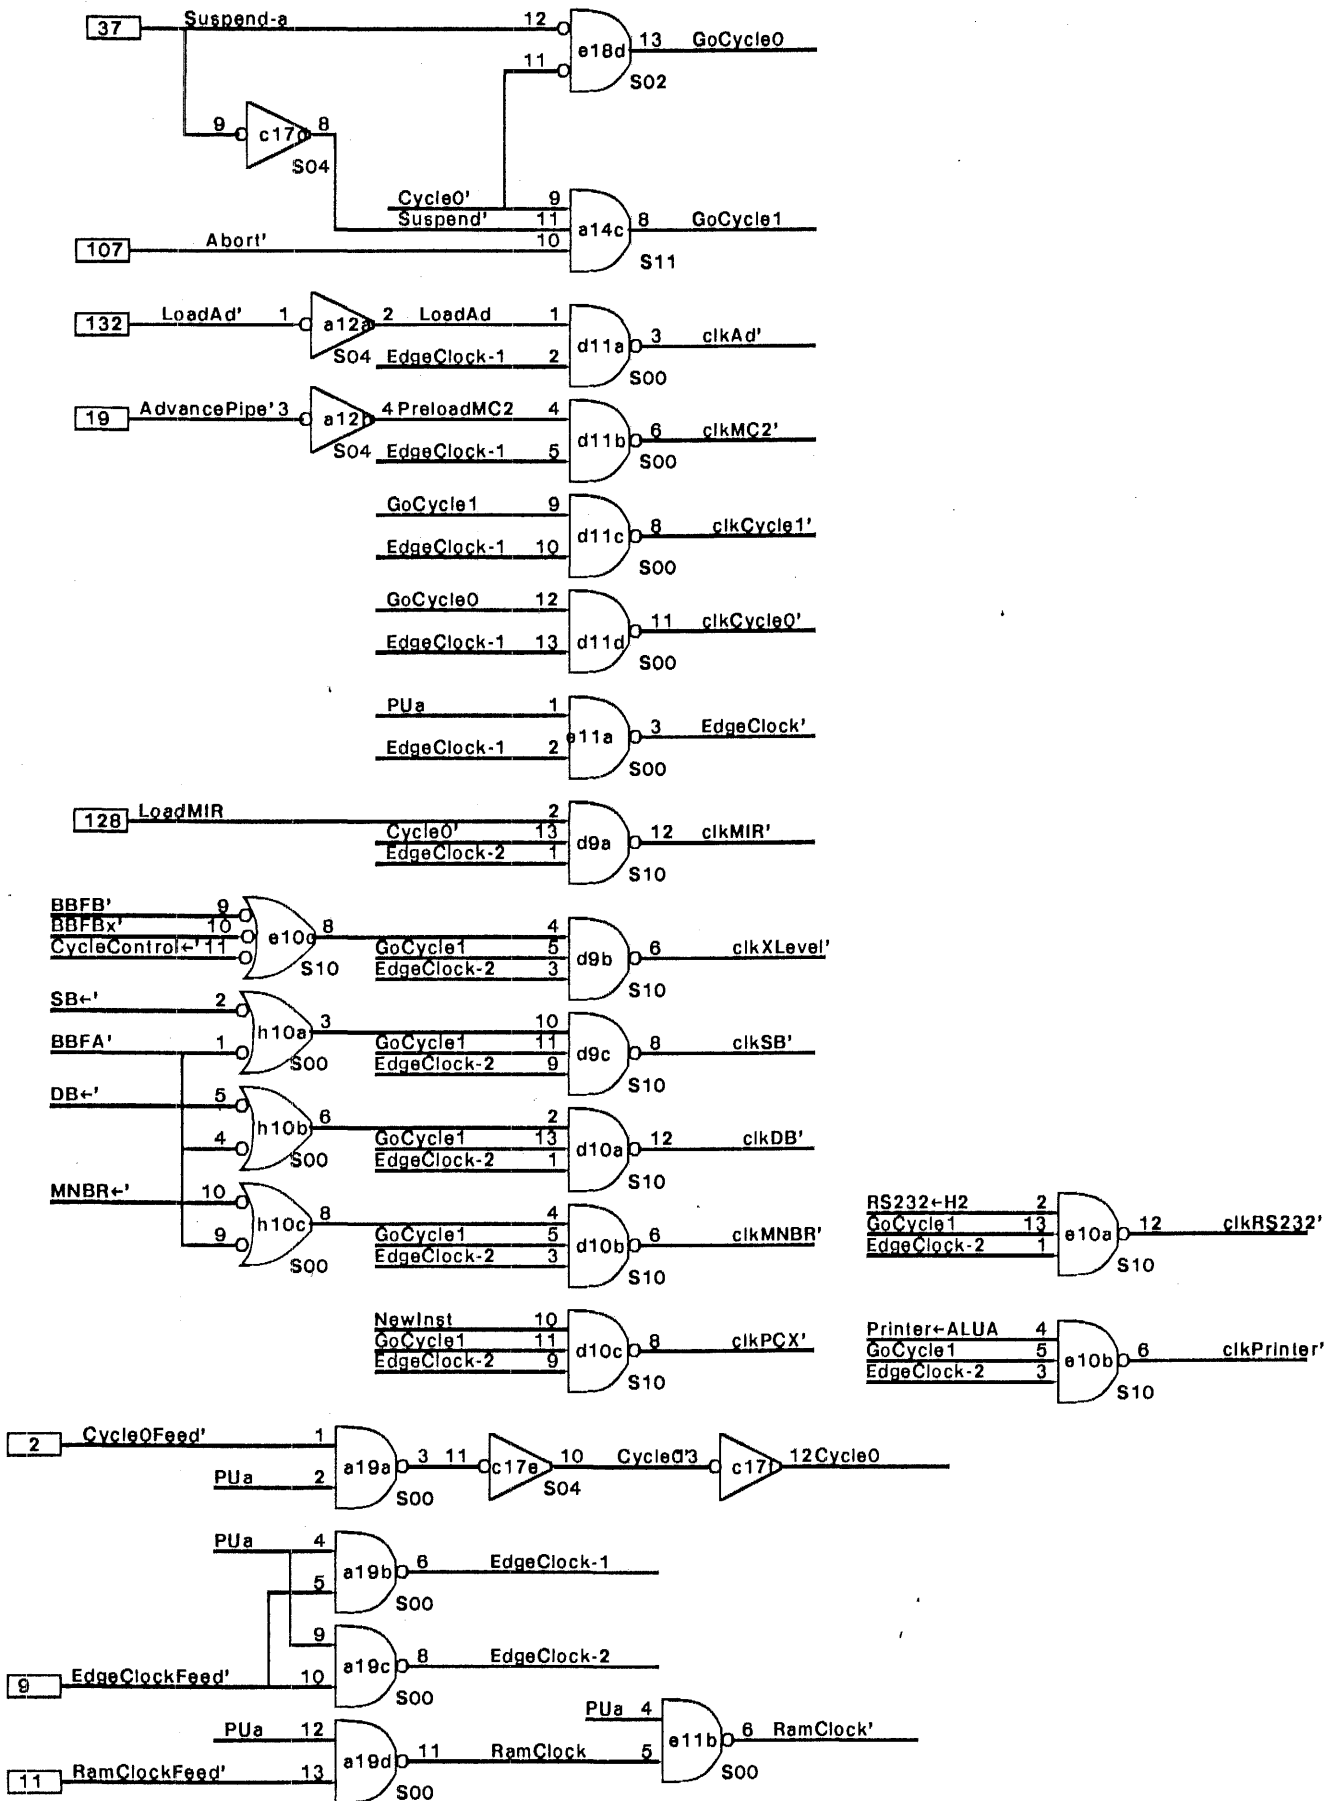 37 Suspend-a 12 e18d 13 GoCycle0
11 S02
9 c17d 8 S04
Cycle0' 9
Suspend' 11 a14c 8 GoCycle1
107 Abort' 10 S11
132 LoadAd' 1 a12a 2 LoadAd 1 d11a 3 clkAd'
S04 EdgeClock-1 2 S00
19 AdvancePipe' 3 a12b 4 PreloadMC2 4 d11b 6 clkMC2'
S04 EdgeClock-1 5 S00
GoCycle1 9 d11c 8 clkCycle1'
EdgeClock-1 10 S00
GoCycle0 12 d11d 11 clkCycle0'
EdgeClock-1 13 S00
PUa 1 e11a 3 EdgeClock'
EdgeClock-1 2 S00
128 LoadMIR 2
Cycle0' 13 d9a 12 clkMIR'
EdgeClock-2 1 S10
BBFB' 9
BBFBx' 10 e10c 8 4
CycleControl←' 11 S10 GoCycle1 5 d9b 6 clkXLevel'
EdgeClock-2 3 S10
SB←' 2 h10a 3 10
BBFA' 1 S00 GoCycle1 11 d9c 8 clkSB'
EdgeClock-2 9 S10
DB←' 5 h10b 6 2
4 S00 GoCycle1 13 d10a 12 clkDB'
EdgeClock-2 1 S10
MNBR←' 10 h10c 8 4
9 S00 GoCycle1 5 d10b 6 clkMNBR'
EdgeClock-2 3 S10
RS232←H2 2
GoCycle1 13 e10a 12 clkRS232'
EdgeClock-2 1 S10
NewInst 10
GoCycle1 11 d10c 8 clkPCX'
EdgeClock-2 9 S10
Printer←ALUA 4
GoCycle1 5 e10b 6 clkPrinter'
EdgeClock-2 3 S10
2 Cycle0Feed' 1 a19a 3 11 c17e 10 Cycle0' 13 c17f 12 Cycle0
PUa 2 S00 S04
PUa 4 a19b 6 EdgeClock-1
5 S00
9 a19c 8 EdgeClock-2
9 EdgeClockFeed' 10 S00
PUa 12 a19d 11 RamClock 5
11 RamClockFeed' 13 S00
PUa 4 e11b 6 RamClock'
S00